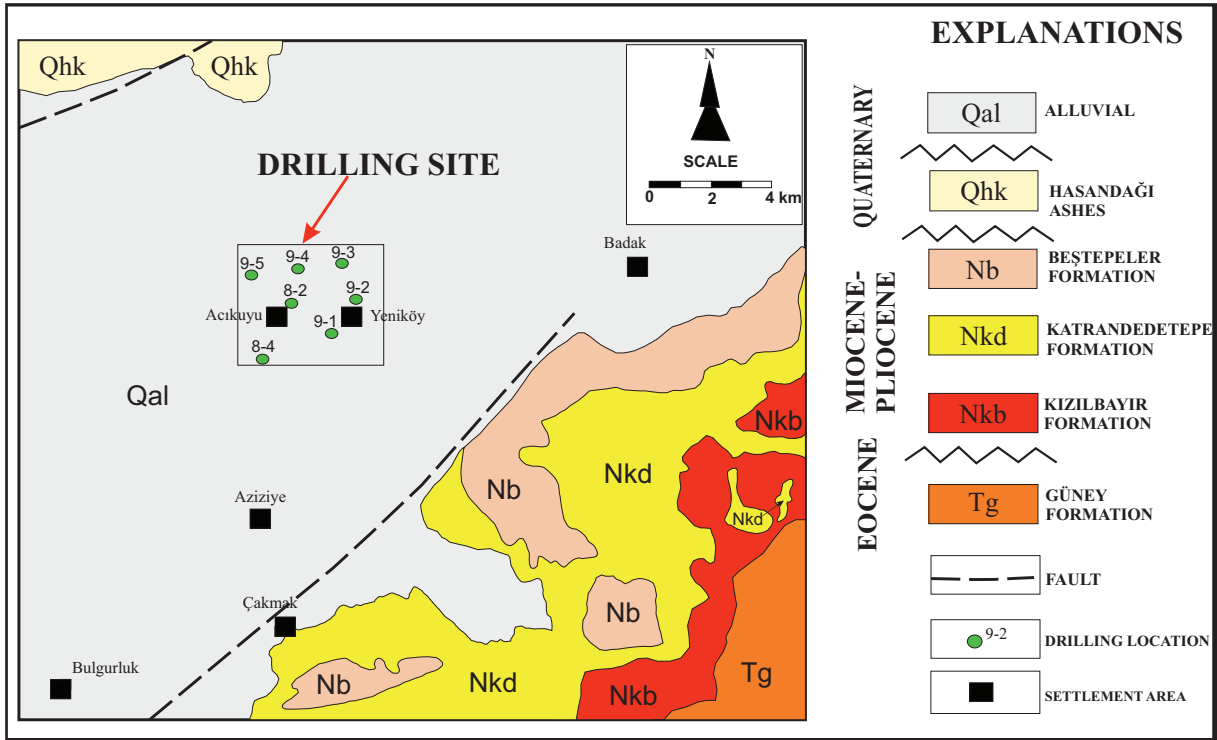 Qhk
Qhk
N
SCALE
0 2 4 km
DRILLING SITE
9-5
9-4
9-3
8-2
9-2
Acıkuyu
Yeniköy
9-1
8-4
Badak
Qal
Nkb
Nb
Nkd
Nkd
Aziziye
Çakmak
Nb
Bulgurluk
Nb
Nkd
Nkb
Tg
EXPLANATIONS
QUATERNARY
MIOCENE-
PLIOCENE
EOCENE
Qal
ALLUVIAL
Qhk
HASANDAĞI
ASHES
Nb
BEŞTEPELER
FORMATION
Nkd
KATRANDEDETEPE
FORMATION
Nkb
KIZILBAYIR
FORMATION
Tg
GÜNEY
FORMATION
FAULT
9-2
DRILLING LOCATION
SETTLEMENT AREA